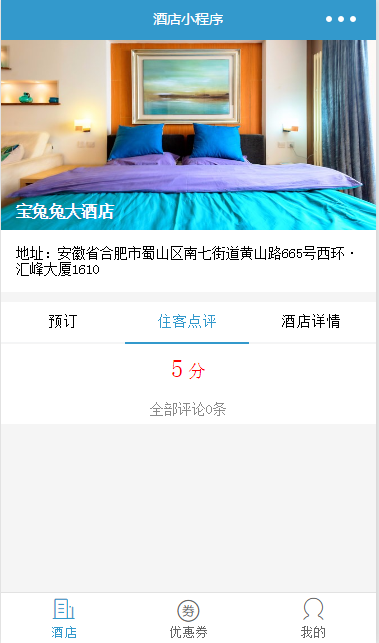 酒店小程序
宝兔兔大酒店
地址：安徽省合肥市蜀山区南七街道黄山路665号西环·
汇峰大厦1610
预订 住客点评 酒店详情
5 分
全部评论0条
券
酒店 优惠券 我的